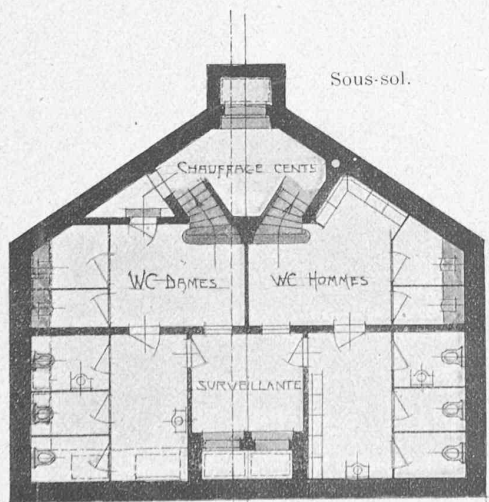 Sous-sol.
CHAUFFAGE CENTS
WC-DAMES
WC HOMMES
SURVEILLANTE